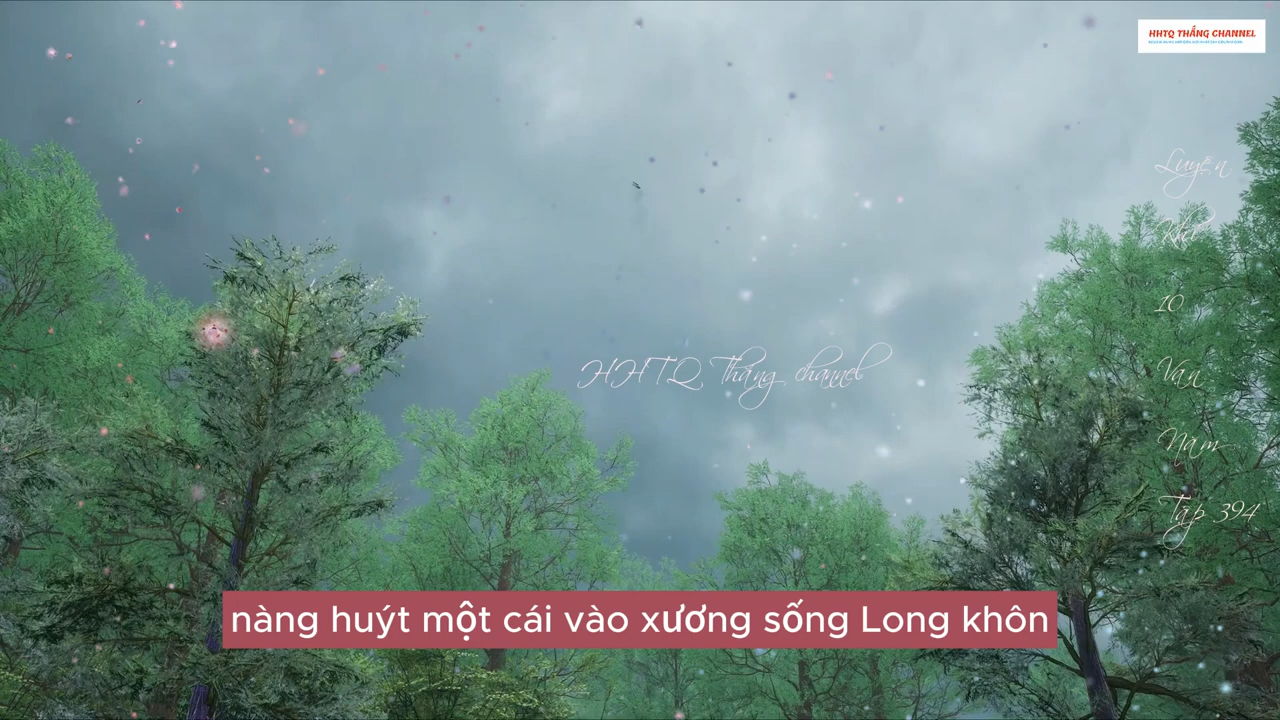 HHTQ THẮNG CHANNEL
Luyện
Khí
10
Vạn
Năm
Tập 394
HHTQ Thắng channel
nàng huýt một cái vào xương sống Long khôn